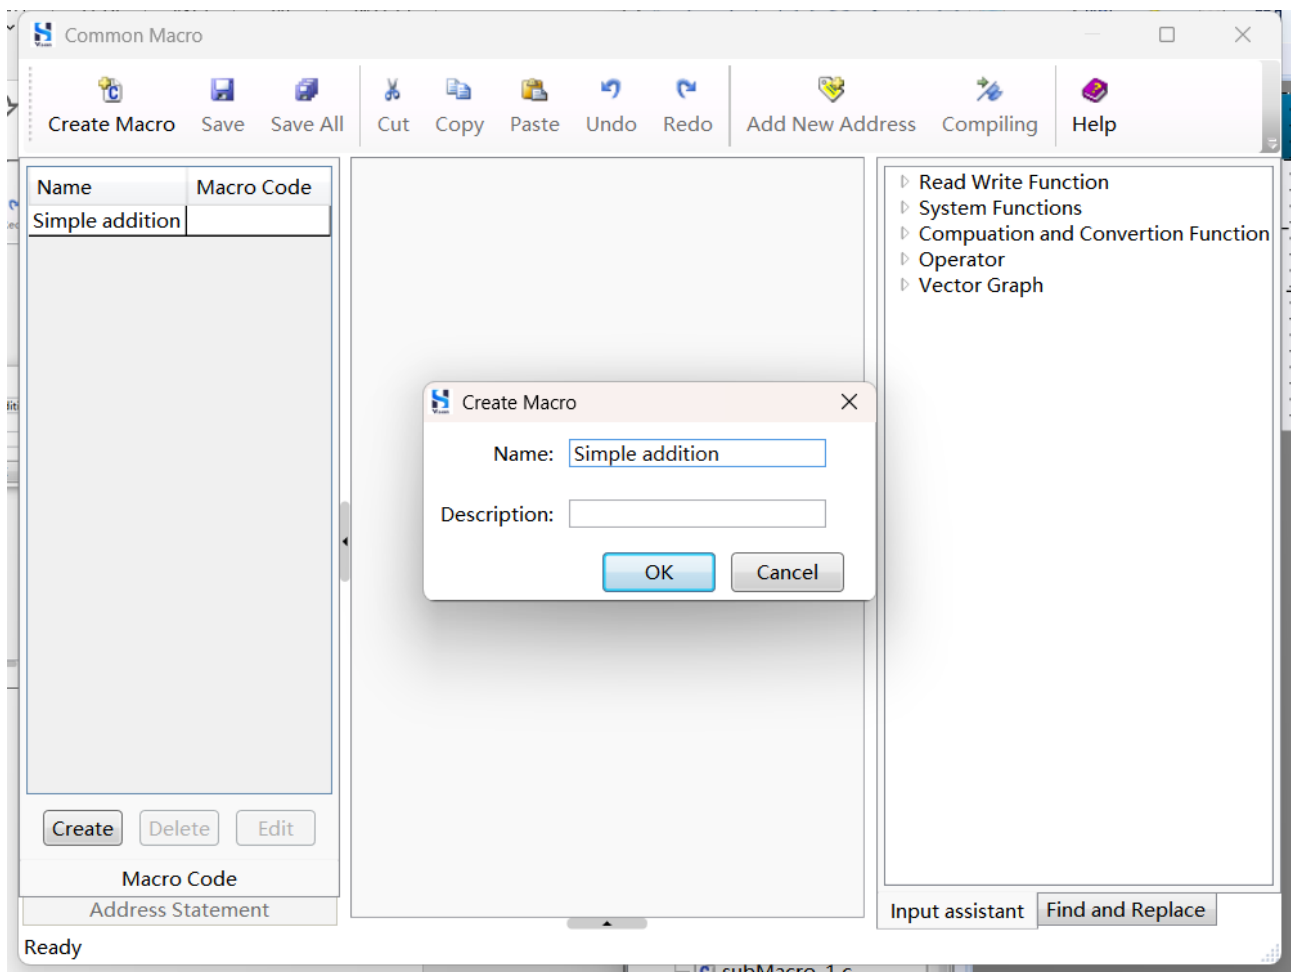 Common Macro
Create Macro Save Save All Cut Copy Paste Undo Redo Add New Address Compiling Help
Name Macro Code
Simple addition
Read Write Function
System Functions
Compuation and Convertion Function
Operator
Vector Graph
Create Macro
Name: Simple addition
Description:
OK Cancel
Create Delete Edit
Macro Code
Address Statement
Input assistant Find and Replace
Ready
subMacro_1.c